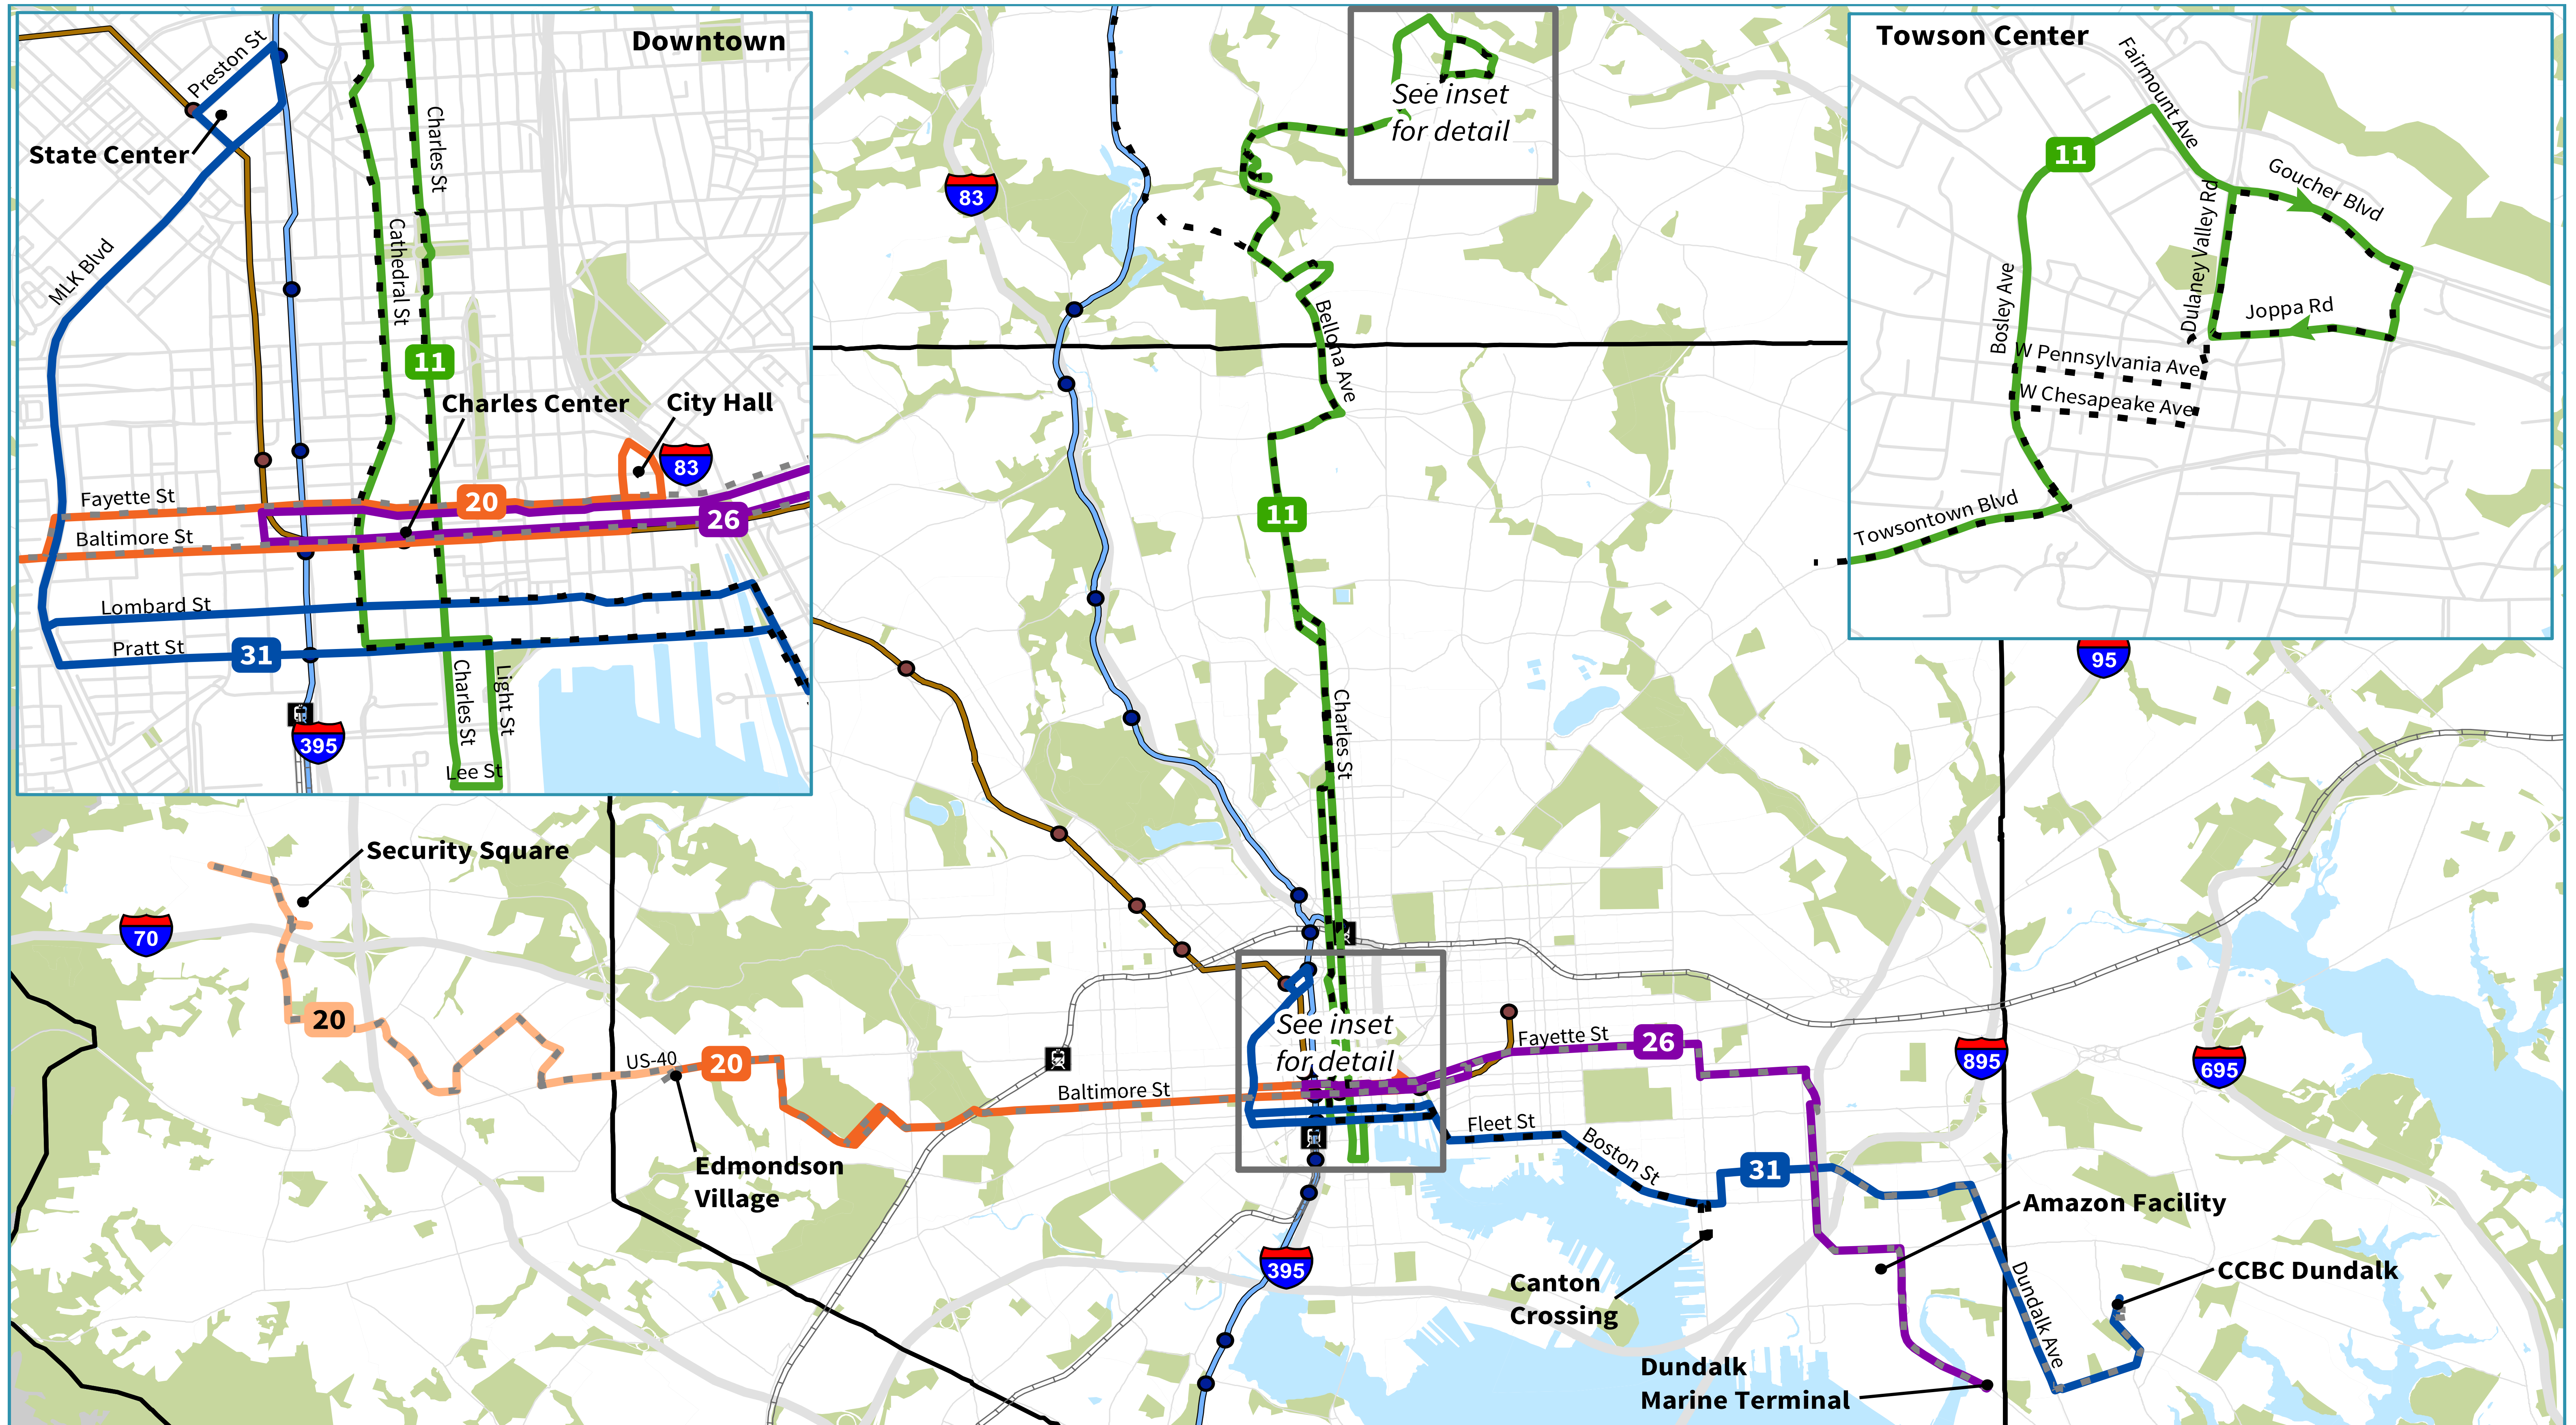 Downtown
Preston St
State Center
MLK Blvd
Charles St
Cathedral St
11
Charles Center
City Hall
83
Fayette St
20
26
Baltimore St
Lombard St
Pratt St
31
Charles St
Light St
Lee St
395
83
See inset
for detail
Bellona Ave
11
Charles St
Towson Center
Fairmount Ave
11
Goucher Blvd
Dulaney Valley Rd
Joppa Rd
Bosley Ave
W Pennsylvania Ave
W Chesapeake Ave
Towsontown Blvd
95
Security Square
70
20
US-40
20
Edmondson
Village
Baltimore St
See inset
for detail
Fayette St
26
Fleet St
Boston St
31
895
695
Amazon Facility
CCBC Dundalk
Dundalk Ave
395
Canton
Crossing
Dundalk
Marine Terminal